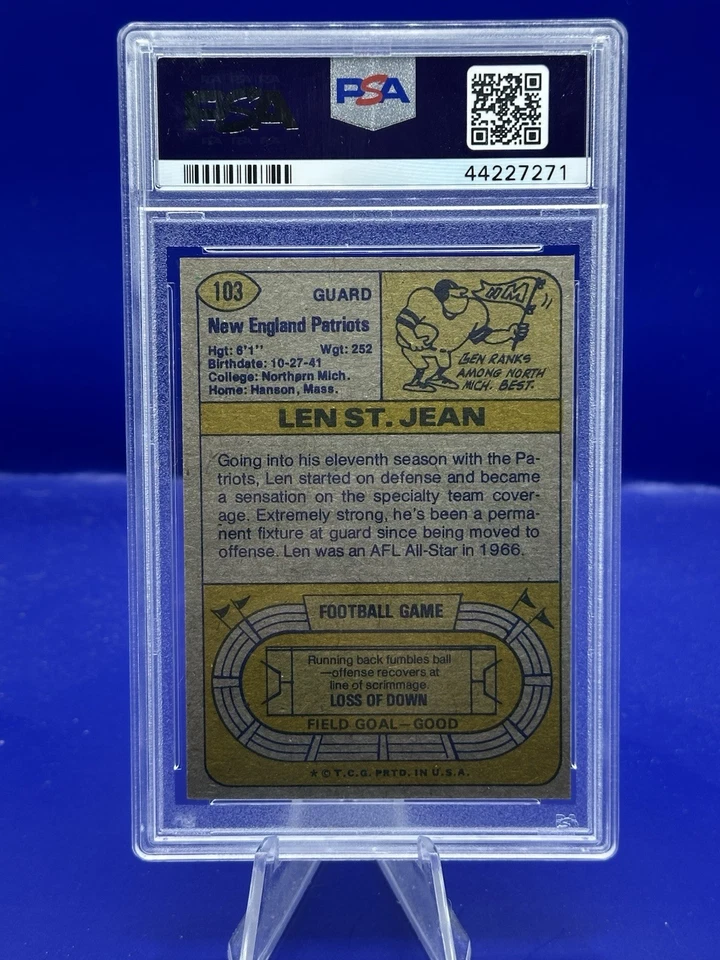 PSA
PSA
44227271
103
GUARD
New England Patriots
Hgt: 6'1" Wgt: 252
Birthdate: 10-27-41
College: Northern Mich.
Home: Hanson, Mass.
NM
LEN RANKS
AMONG NORTH
MICH. BEST.
LEN ST. JEAN
Going into his eleventh season with the Pa-
triots, Len started on defense and became
a sensation on the specialty team cover-
age. Extremely strong, he's been a perma-
nent fixture at guard since being moved to
offense. Len was an AFL All-Star in 1966.
FOOTBALL GAME
Running back fumbles ball
—offense recovers at
line of scrimmage.
LOSS OF DOWN
FIELD GOAL—GOOD
★ © T.C.G. PRTD. IN U.S.A.